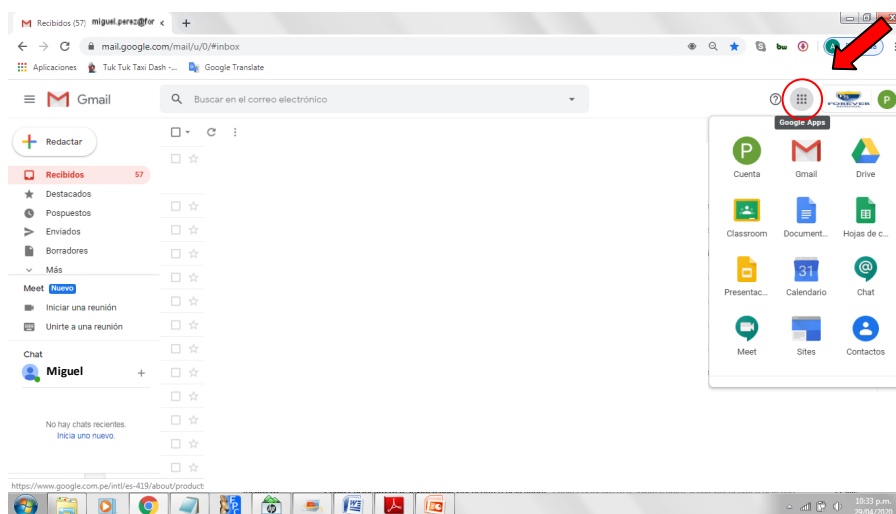 Recibidos (57) miguel.perez@for
mail.google.com/mail/u/0/#inbox
Aplicaciones Tuk Tuk Taxi Dash -... Google Translate
Gmail
Buscar en el correo electrónico
FOREVER
P
Google Apps
Redactar
Recibidos 57
Destacados
Pospuestos
Enviados
Borradores
Más
Meet Nuevo
Iniciar una reunión
Unirte a una reunión
Chat
Miguel
No hay chats recientes.
Inicia uno nuevo.
P
Cuenta Gmail Drive
Classroom Document... Hojas de c...
31
Presentac... Calendario Chat
Meet Sites Contactos
https://www.google.com.pe/intl/es-419/about/product
10:33 p.m.
29/04/2020